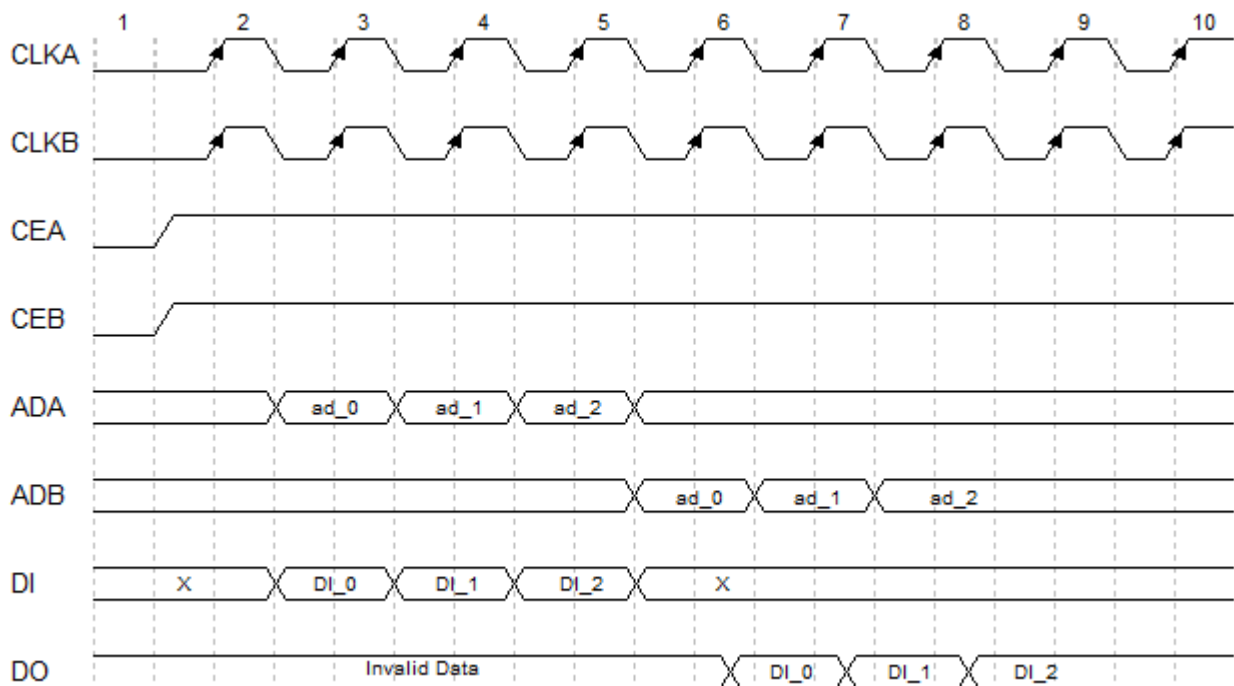 1 2 3 4 5 6 7 8 9 10
CLKA
CLKB
CEA
CEB
ADA ad_0 ad_1 ad_2
ADB ad_0 ad_1 ad_2
DI X DI_0 DI_1 DI_2 X
DO Invalid Data DI_0 DI_1 DI_2